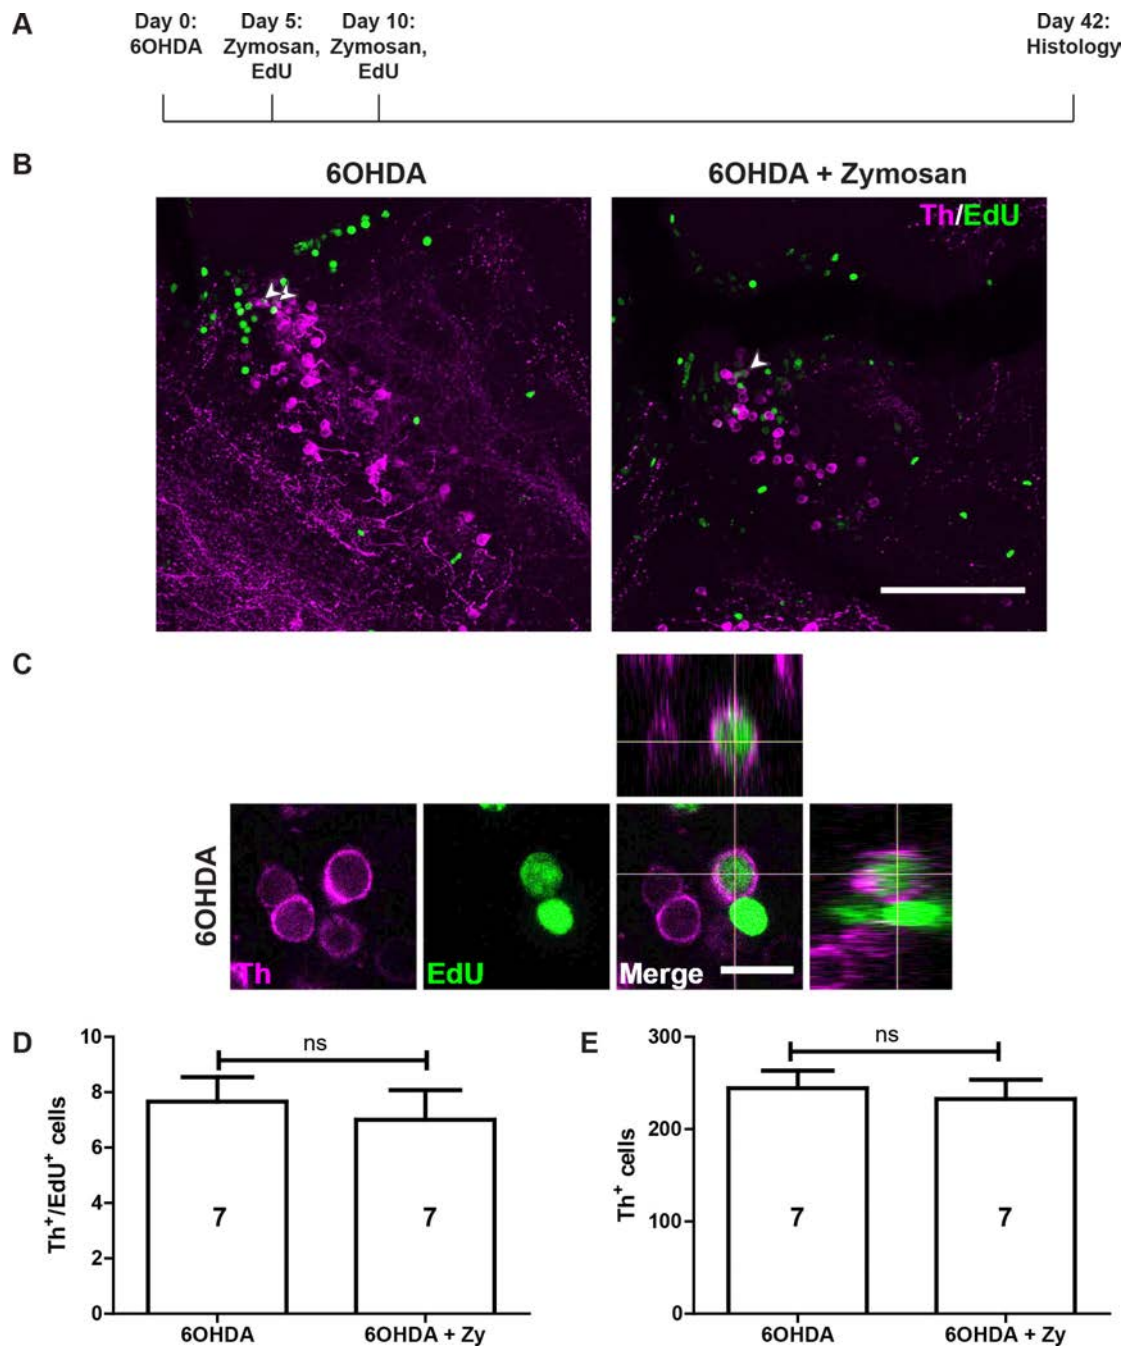 A
Day 0: Day 5: Day 10: Day 42:
6OHDA Zymosan, Zymosan, Histology
EdU EdU
B
6OHDA 6OHDA + Zymosan
Th/EdU
C
6OHDA
Th EdU Merge
D
ns
10
8
6
4
2
0
Th⁺/EdU⁺ cells
7 7
6OHDA 6OHDA + Zy
E
ns
300
200
100
0
Th⁺ cells
7 7
6OHDA 6OHDA + Zy